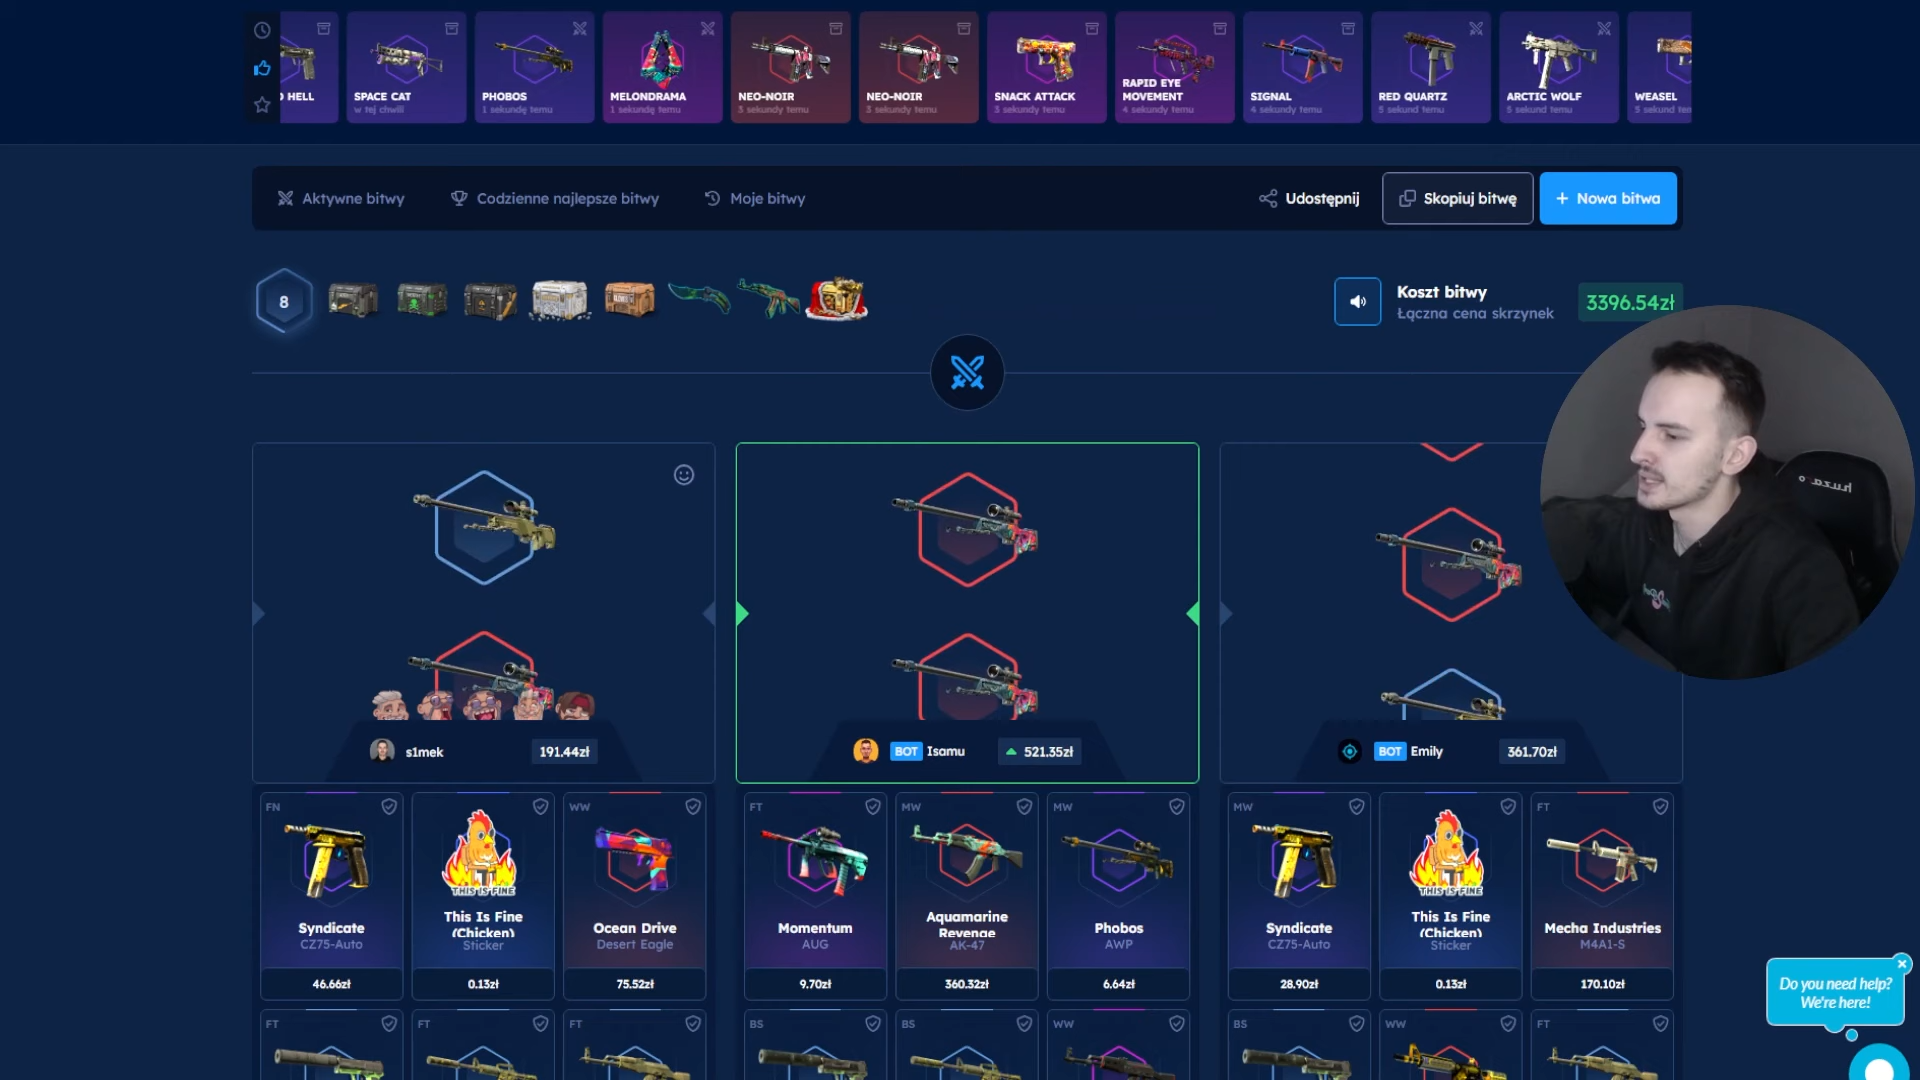 HELL
SPACE CAT
w tej chwili
PHOBOS
1 sekundę temu
MELONDRAMA
1 sekundę temu
NEO-NOIR
3 sekundy temu
NEO-NOIR
3 sekundy temu
SNACK ATTACK
3 sekundy temu
RAPID EYE
MOVEMENT
4 sekundy temu
SIGNAL
4 sekundy temu
RED QUARTZ
5 sekund temu
ARCTIC WOLF
5 sekund temu
WEASEL
5 sekund
Aktywne bitwy
Codzienne najlepsze bitwy
Moje bitwy
Udostępnij
Skopiuj bitwę
+ Nowa bitwa
8
Koszt bitwy
Łączna cena skrzynek
3396.54zł
s1mek
191.44zł
BOT Isamu
521.35zł
BOT Emily
361.70zł
FN
Syndicate
CZ75-Auto
46.66zł
THIS IS FINE
This Is Fine
(Chicken)
Sticker
0.13zł
WW
Ocean Drive
Desert Eagle
75.52zł
FT
Momentum
AUG
9.70zł
MW
Aquamarine
Revenge
AK-47
360.32zł
MW
Phobos
AWP
6.64zł
MW
Syndicate
CZ75-Auto
28.90zł
THIS IS FINE
This Is Fine
(Chicken)
Sticker
0.13zł
FT
Mecha Industries
M4A1-S
170.10zł
FT
FT
FT
BS
BS
WW
BS
WW
FT
Do you need help?
We're here!